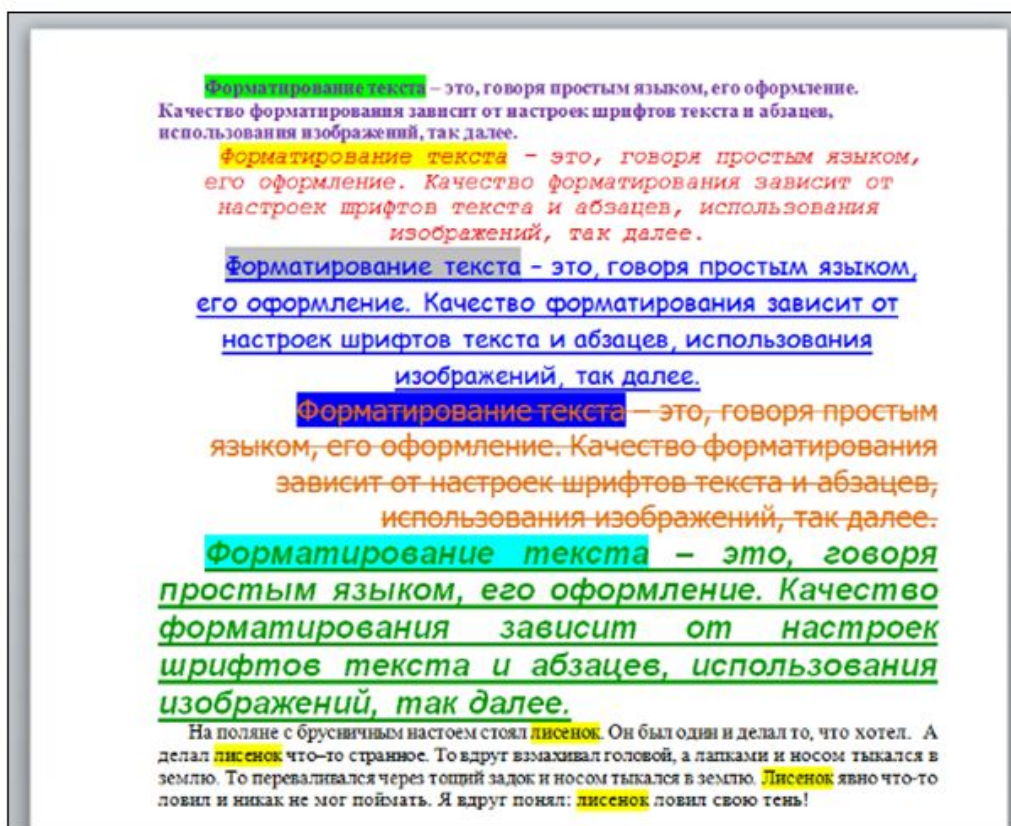 Форматирование текста – это, говоря простым языком, его оформление.
Качество форматирования зависит от настроек шрифтов текста и абзацев,
использования изображений, так далее.
Форматирование текста – это, говоря простым языком,
его оформление. Качество форматирования зависит от
настроек шрифтов текста и абзацев, использования
изображений, так далее.
Форматирование текста – это, говоря простым языком,
его оформление. Качество форматирования зависит от
настроек шрифтов текста и абзацев, использования
изображений, так далее.
Форматирование текста – это, говоря простым
языком, его оформление. Качество форматирования
зависит от настроек шрифтов текста и абзацев,
использования изображений, так далее.
Форматирование текста – это, говоря
простым языком, его оформление. Качество
форматирования зависит от настроек
шрифтов текста и абзацев, использования
изображений, так далее.
На поляне с брусничным настоем стоял лисенок. Он был один и делал то, что хотел. А
делал лисенок что–то странное. То вдруг взмахивал головой, а лапками и носом тыкался в
землю. То переваливался через тощий задок и носом тыкался в землю. Лисенок явно что-то
ловил и никак не мог поймать. Я вдруг понял: лисенок ловил свою тень!